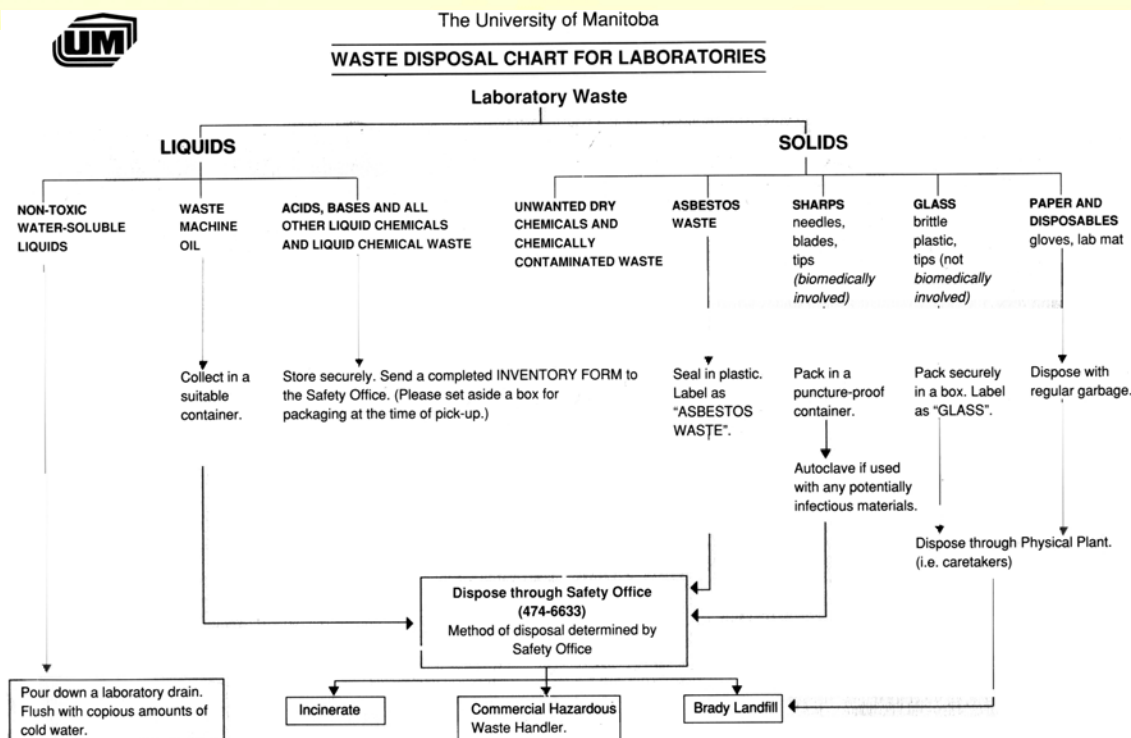 UM
The University of Manitoba
WASTE DISPOSAL CHART FOR LABORATORIES
Laboratory Waste
LIQUIDS
SOLIDS
NON-TOXIC
WATER-SOLUBLE
LIQUIDS
WASTE
MACHINE
OIL
ACIDS, BASES AND ALL
OTHER LIQUID CHEMICALS
AND LIQUID CHEMICAL WASTE
UNWANTED DRY
CHEMICALS AND
CHEMICALLY
CONTAMINATED WASTE
ASBESTOS
WASTE
SHARPS
needles,
blades,
tips
(biomedically
involved)
GLASS
brittle
plastic,
tips (not
biomedically
involved)
PAPER AND
DISPOSABLES
gloves, lab mat
Collect in a
suitable
container.
Store securely. Send a completed INVENTORY FORM to
the Safety Office. (Please set aside a box for
packaging at the time of pick-up.)
Seal in plastic.
Label as
“ASBESTOS
WASTE”.
Pack in a
puncture-proof
container.
Autoclave if used
with any potentially
infectious materials.
Pack securely
in a box. Label
as “GLASS”.
Dispose with
regular garbage.
Dispose through Physical Plant.
(i.e. caretakers)
Dispose through Safety Office
(474-6633)
Method of disposal determined by
Safety Office
Pour down a laboratory drain.
Flush with copious amounts of
cold water.
Incinerate
Commercial Hazardous
Waste Handler.
Brady Landfill